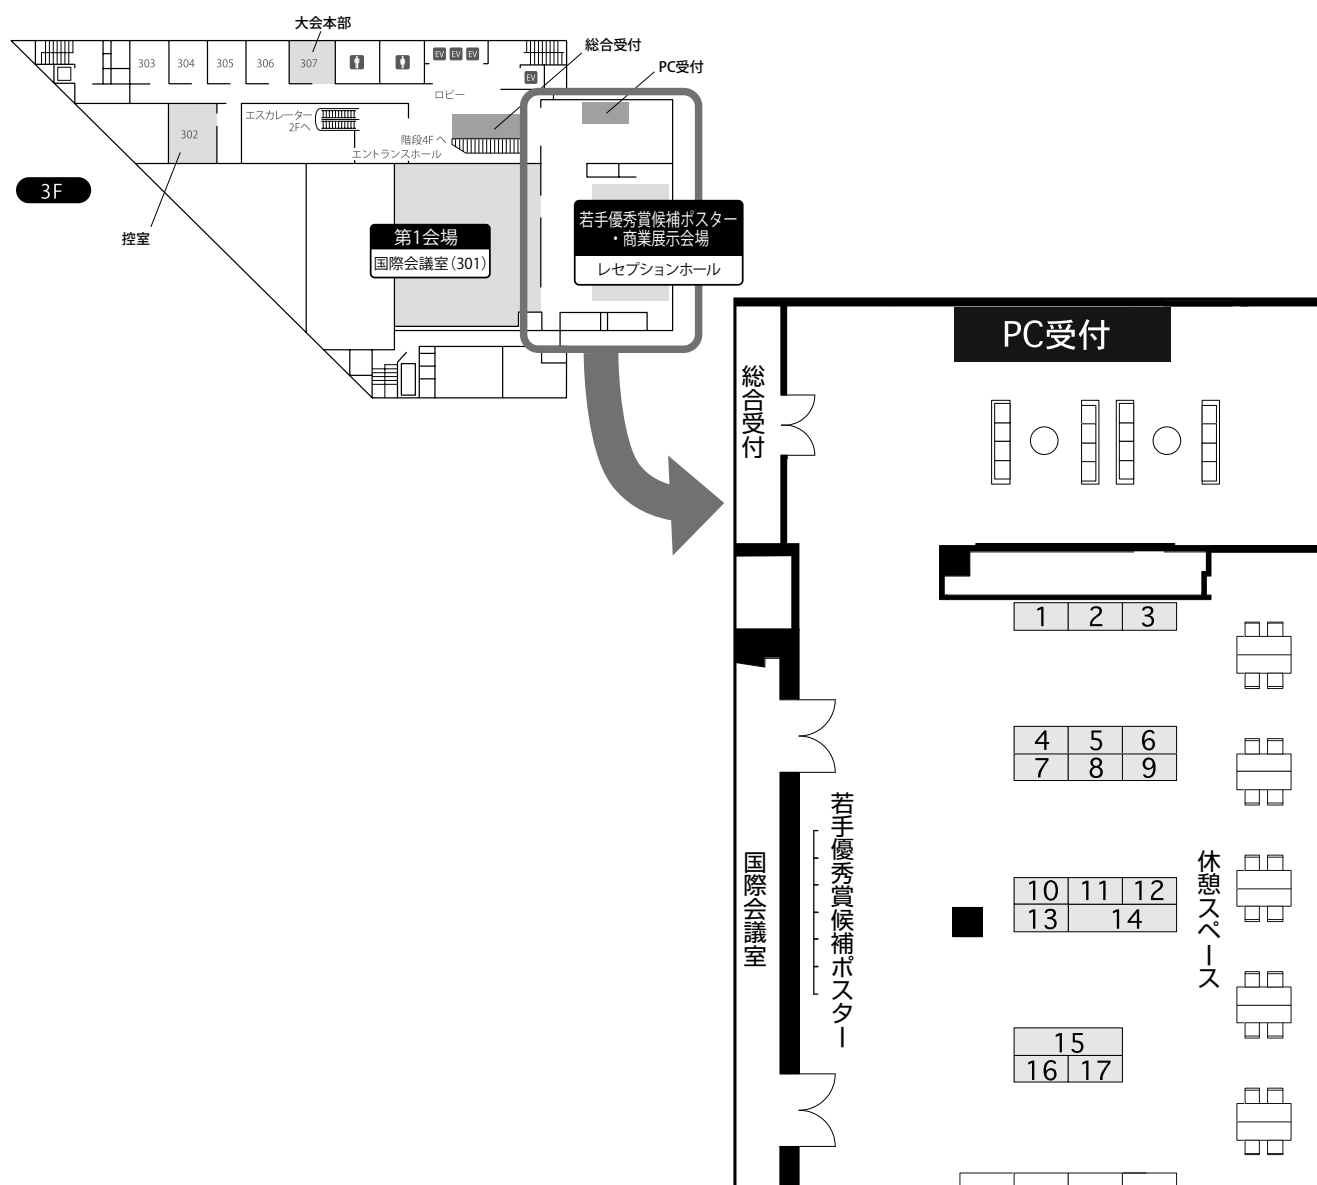 大会本部
総合受付
PC受付
303
304
305
306
307
EV
EV
EV
EV
ロビー
302
エスカレーター
2Fへ
階段4F へ
エントランスホール
3F
控室
第1会場
国際会議室(301)
若手優秀賞候補ポスター
・商業展示会場
レセプションホール
PC受付
総合受付
1
2
3
4
5
6
7
8
9
若手優秀賞候補ポスター
国際会議室
10
11
12
13
14
休憩スペース
15
16
17